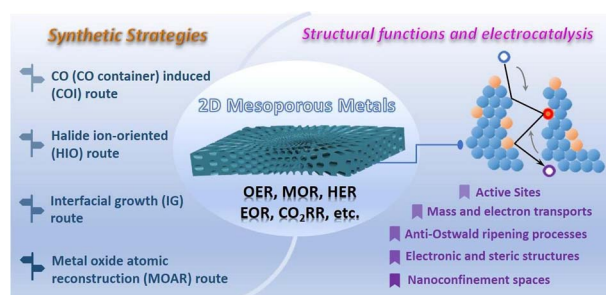 Synthetic Strategies
CO (CO container) induced
(COI) route
Halide ion-oriented
(HIO) route
Interfacial growth (IG)
route
Metal oxide atomic
reconstruction (MOAR) route
2D Mesoporous Metals
OER, MOR, HER
EOR, CO₂RR, etc.
Structural functions and electrocatalysis
Active Sites
Mass and electron transports
Anti-Ostwald ripening processes
Electronic and steric structures
Nanoconfinement spaces